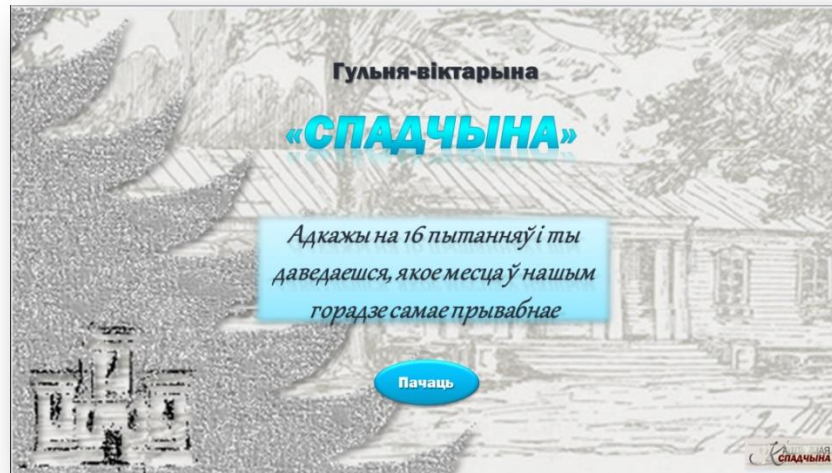 Гульня-віктарына
«СПАДЧЫНА»
Адкажы на 16 пытанняў і ты
даведаешся, якое месца ў нашым
горадзе самае прывабнае
Пачаць
СПАДЧЫНА